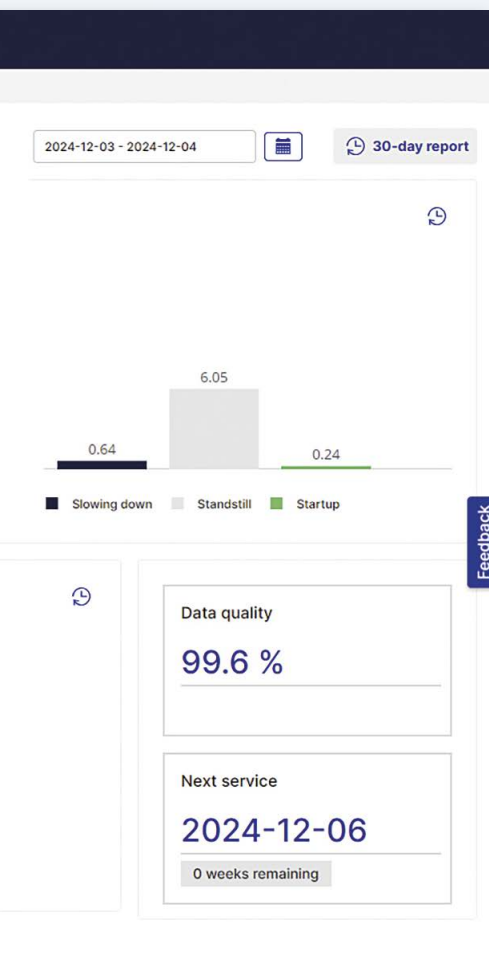 2024-12-03 - 2024-12-04
30-day report
6.05
0.64
0.24
Slowing down Standstill Startup
Feedback
Data quality
99.6 %
Next service
2024-12-06
0 weeks remaining